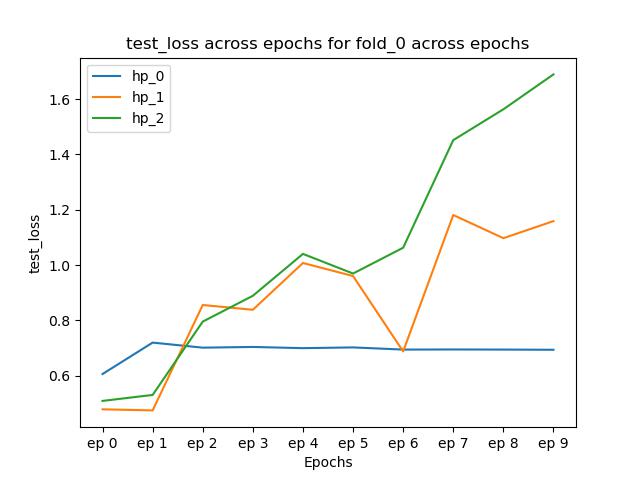 test_loss across epochs for fold_0 across epochs
hp_0
hp_1
hp_2
1.6
1.4
1.2
1.0
0.8
0.6
test_loss
ep 0 ep 1 ep 2 ep 3 ep 4 ep 5 ep 6 ep 7 ep 8 ep 9
Epochs